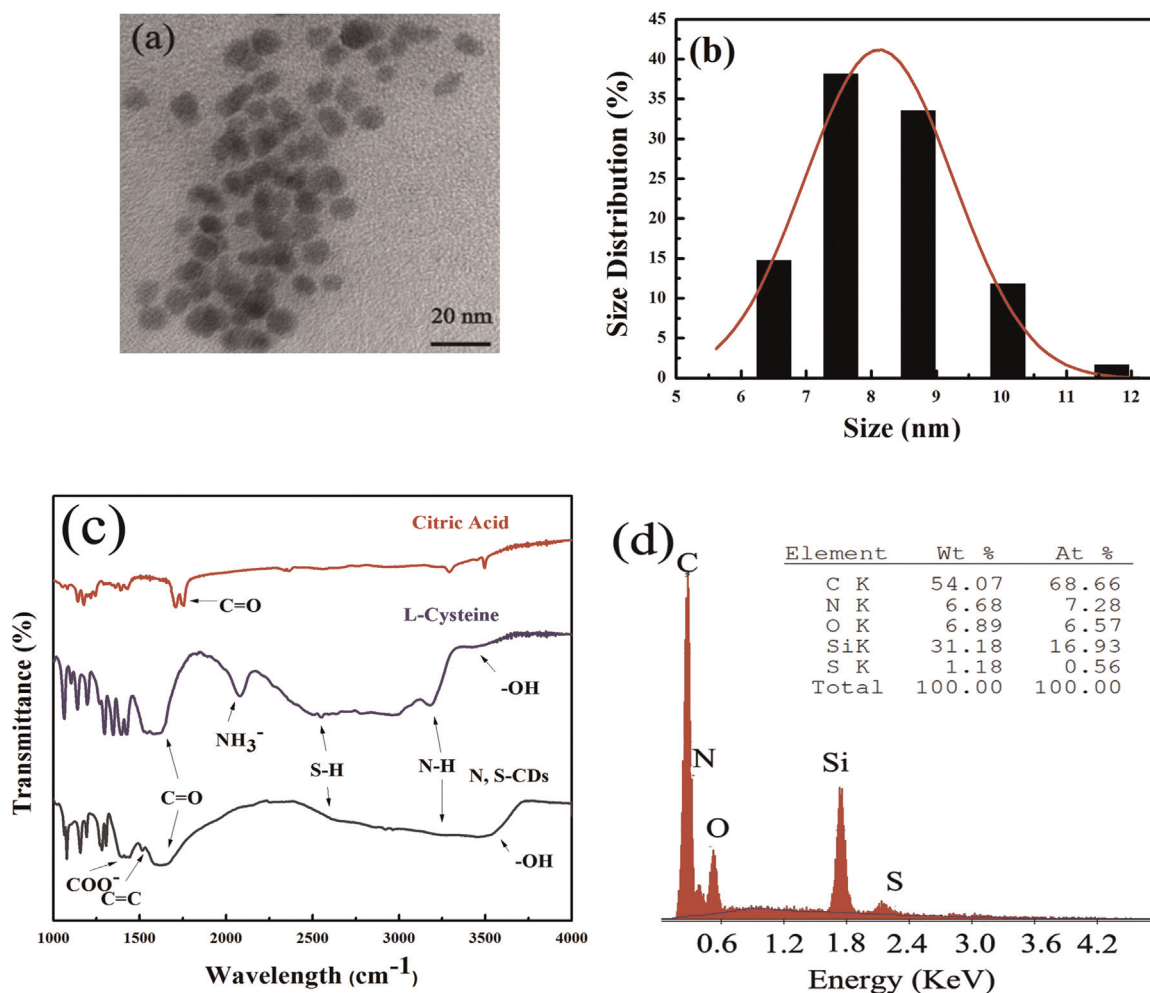 (a)
20 nm
(b)
Size Distribution (%)
45
40
35
30
25
20
15
10
5
0
5 6 7 8 9 10 11 12
Size (nm)
(c)
Citric Acid
C=O
L-Cysteine
-OH
NH3-
S-H
N-H
N, S-CDs
C=O
-OH
COO-
C=C
Transmittance (%)
1000 1500 2000 2500 3000 3500 4000
Wavelength (cm-1)
(d)
Element Wt % At %
C K 54.07 68.66
N K 6.68 7.28
O K 6.89 6.57
SiK 31.18 16.93
S K 1.18 0.56
Total 100.00 100.00
C
N
O
Si
S
0.6 1.2 1.8 2.4 3.0 3.6 4.2
Energy (KeV)